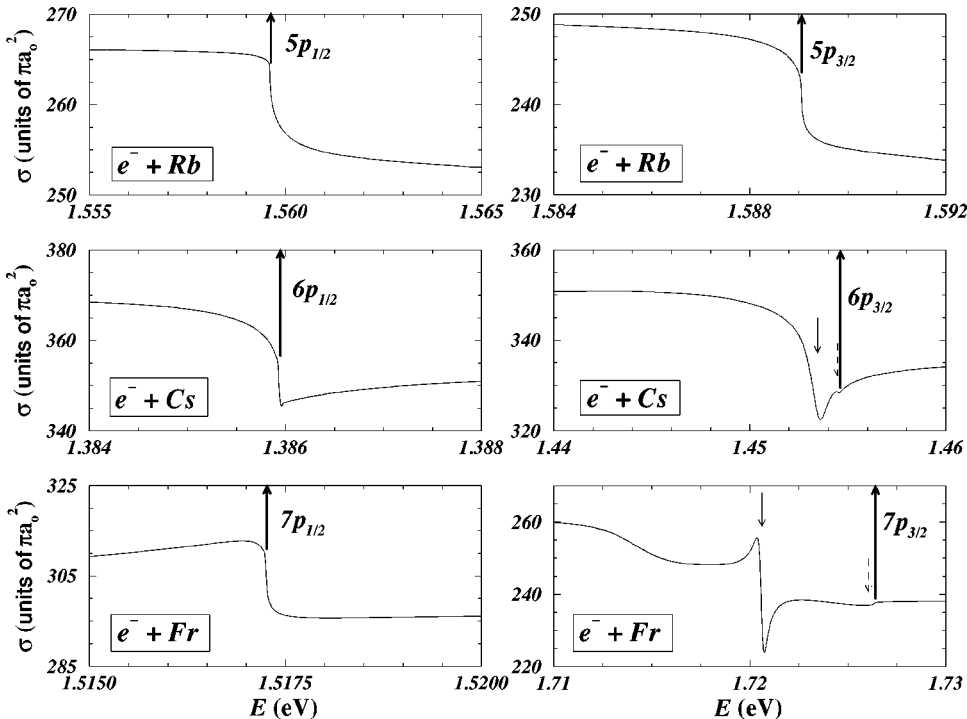 σ (units of πa₀²)
270
260
250
5p1/2
e⁻ + Rb
1.555 1.560 1.565
250
240
230
5p3/2
e⁻ + Rb
1.584 1.588 1.592
σ (units of πa₀²)
380
360
340
6p1/2
e⁻ + Cs
1.384 1.386 1.388
360
340
320
6p3/2
e⁻ + Cs
1.44 1.45 1.46
σ (units of πa₀²)
325
305
285
7p1/2
e⁻ + Fr
1.5150 1.5175 1.5200
E (eV)
260
240
220
7p3/2
e⁻ + Fr
1.71 1.72 1.73
E (eV)